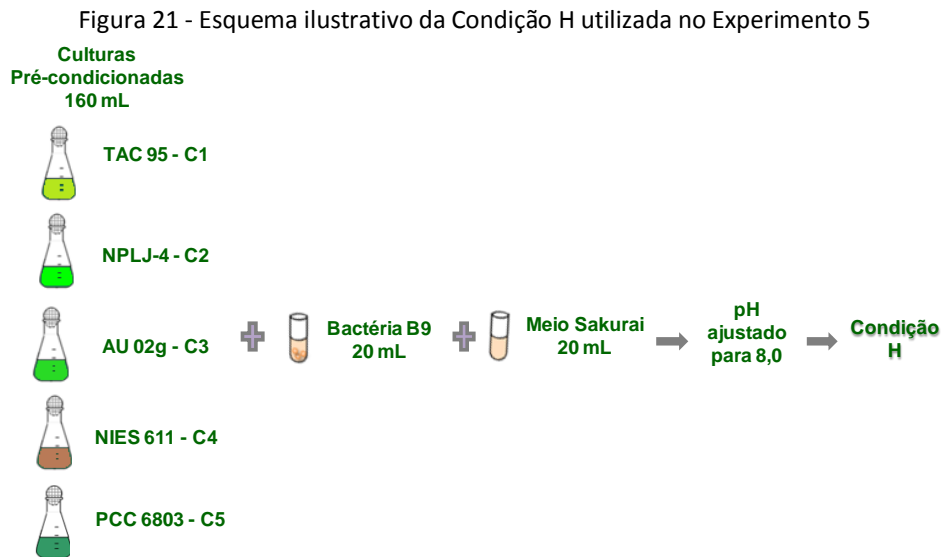 Figura 21 - Esquema ilustrativo da Condição H utilizada no Experimento 5
Culturas
Pré-condicionadas
160 mL
TAC 95 - C1
NPLJ-4 - C2
AU 02g - C3
NIES 611 - C4
PCC 6803 - C5
Bactéria B9
20 mL
Meio Sakurai
20 mL
pH
ajustado
para 8,0
Condição
H